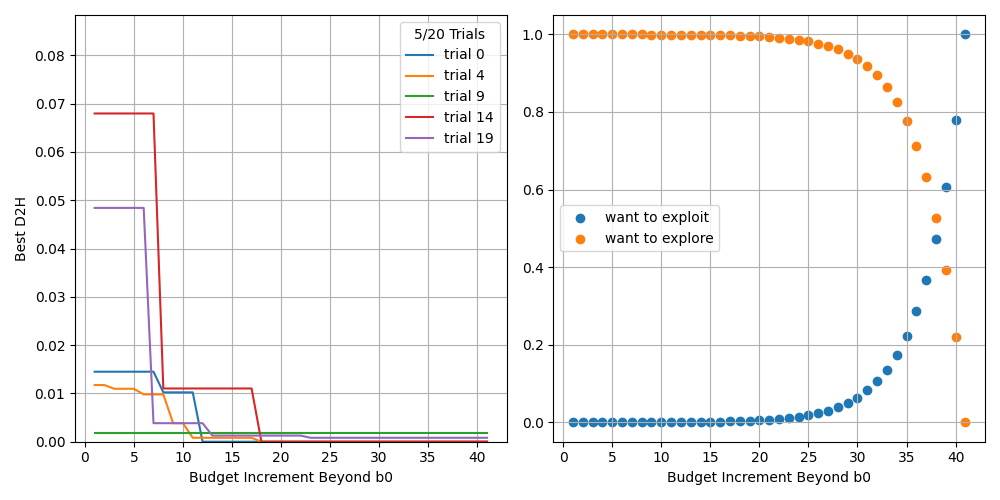 5/20 Trials
trial 0
trial 4
trial 9
trial 14
trial 19
Best D2H
0.08
0.07
0.06
0.05
0.04
0.03
0.02
0.01
0.00
0 5 10 15 20 25 30 35 40
Budget Increment Beyond b0
1.0
0.8
0.6
0.4
0.2
0.0
want to exploit
want to explore
0 5 10 15 20 25 30 35 40
Budget Increment Beyond b0